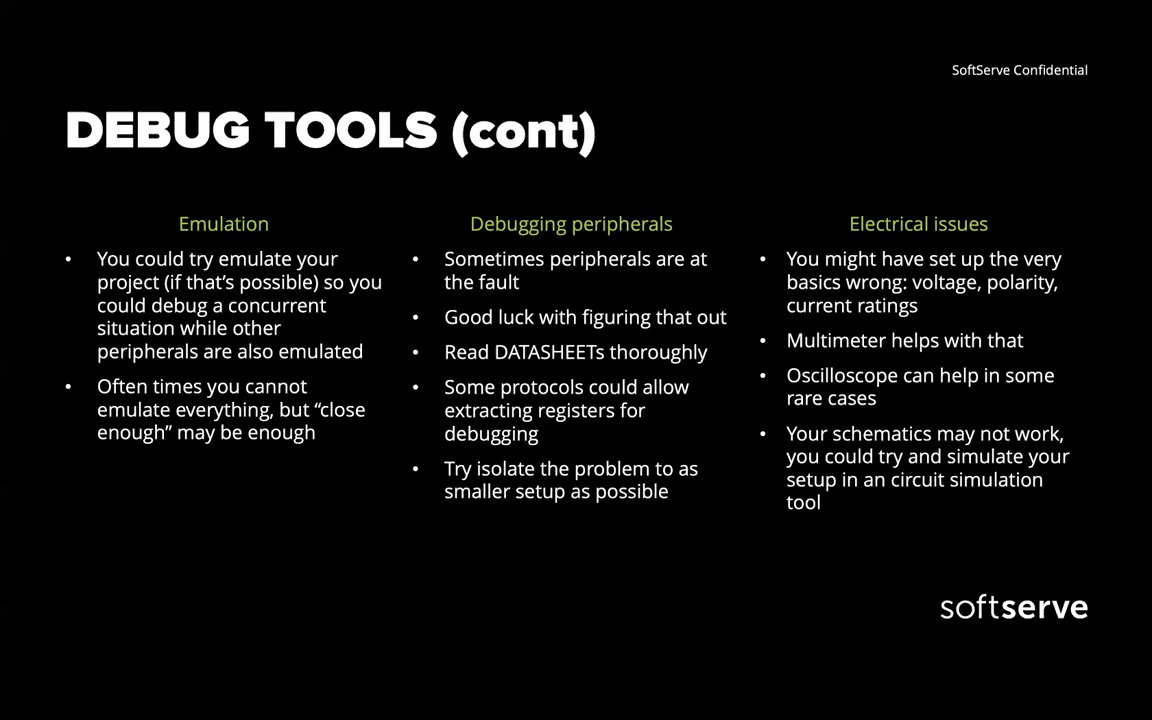 SoftServe Confidential
DEBUG TOOLS (cont)
Emulation
• You could try emulate your
project (if that’s possible) so you
could debug a concurrent
situation while other
peripherals are also emulated
• Often times you cannot
emulate everything, but “close
enough” may be enough
Debugging peripherals
• Sometimes peripherals are at
the fault
• Good luck with figuring that out
• Read DATASHEETs thoroughly
• Some protocols could allow
extracting registers for
debugging
• Try isolate the problem to as
smaller setup as possible
Electrical issues
• You might have set up the very
basics wrong: voltage, polarity,
current ratings
• Multimeter helps with that
• Oscilloscope can help in some
rare cases
• Your schematics may not work,
you could try and simulate your
setup in an circuit simulation
tool
softserve